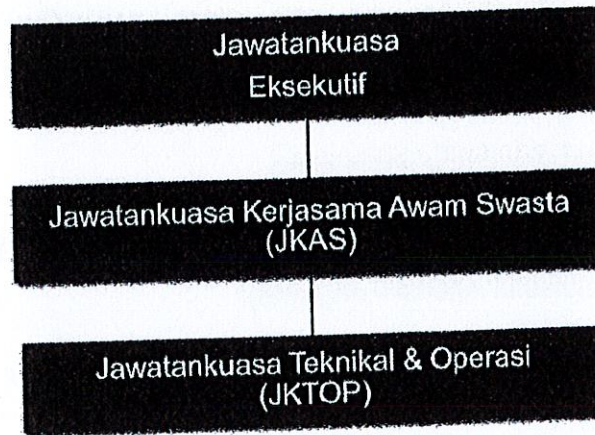 Jawatankuasa
Eksekutif
Jawatankuasa Kerjasama Awam Swasta
(JKAS)
Jawatankuasa Teknikal & Operasi
(JKTOP)